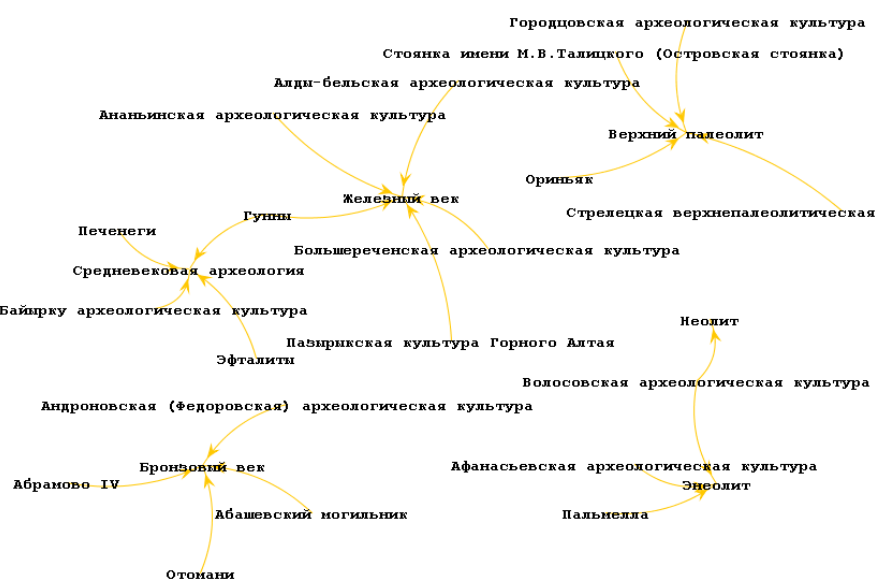 Городцовская археологическая культура
Стоянка имени М.В.Талицкого (Островская стоянка)
Алды-бельская археологическая культура
Ананьинская археологическая культура
Верхний палеолит
Ориньяк
Железный век
Стрелецкая верхнепалеолитическая
Гунны
Печенеги
Большереченская археологическая культура
Средневековая археология
Байырку археологическая культура
Неолит
Пазырыкская культура Горного Алтая
Эфталиты
Волосовская археологическая культура
Андроновская (Федоровская) археологическая культура
Бронзовый век
Афанасьевская археологическая культура
Абрамово IV
Энеолит
Абашевский могильник
Пальмелла
Отомани